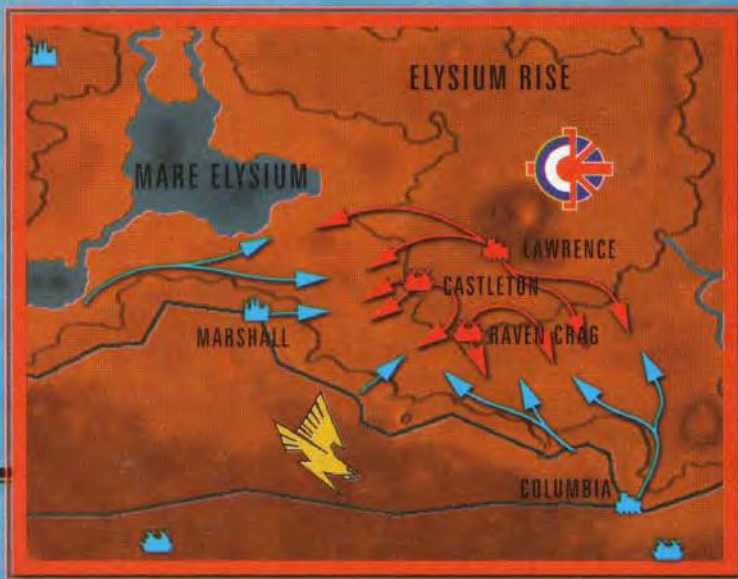 ELYSIUM RISE
MARE ELYSIUM
LAWRENCE
CASTLETON
MARSHALL
RAVEN CRAG
COLUMBIA